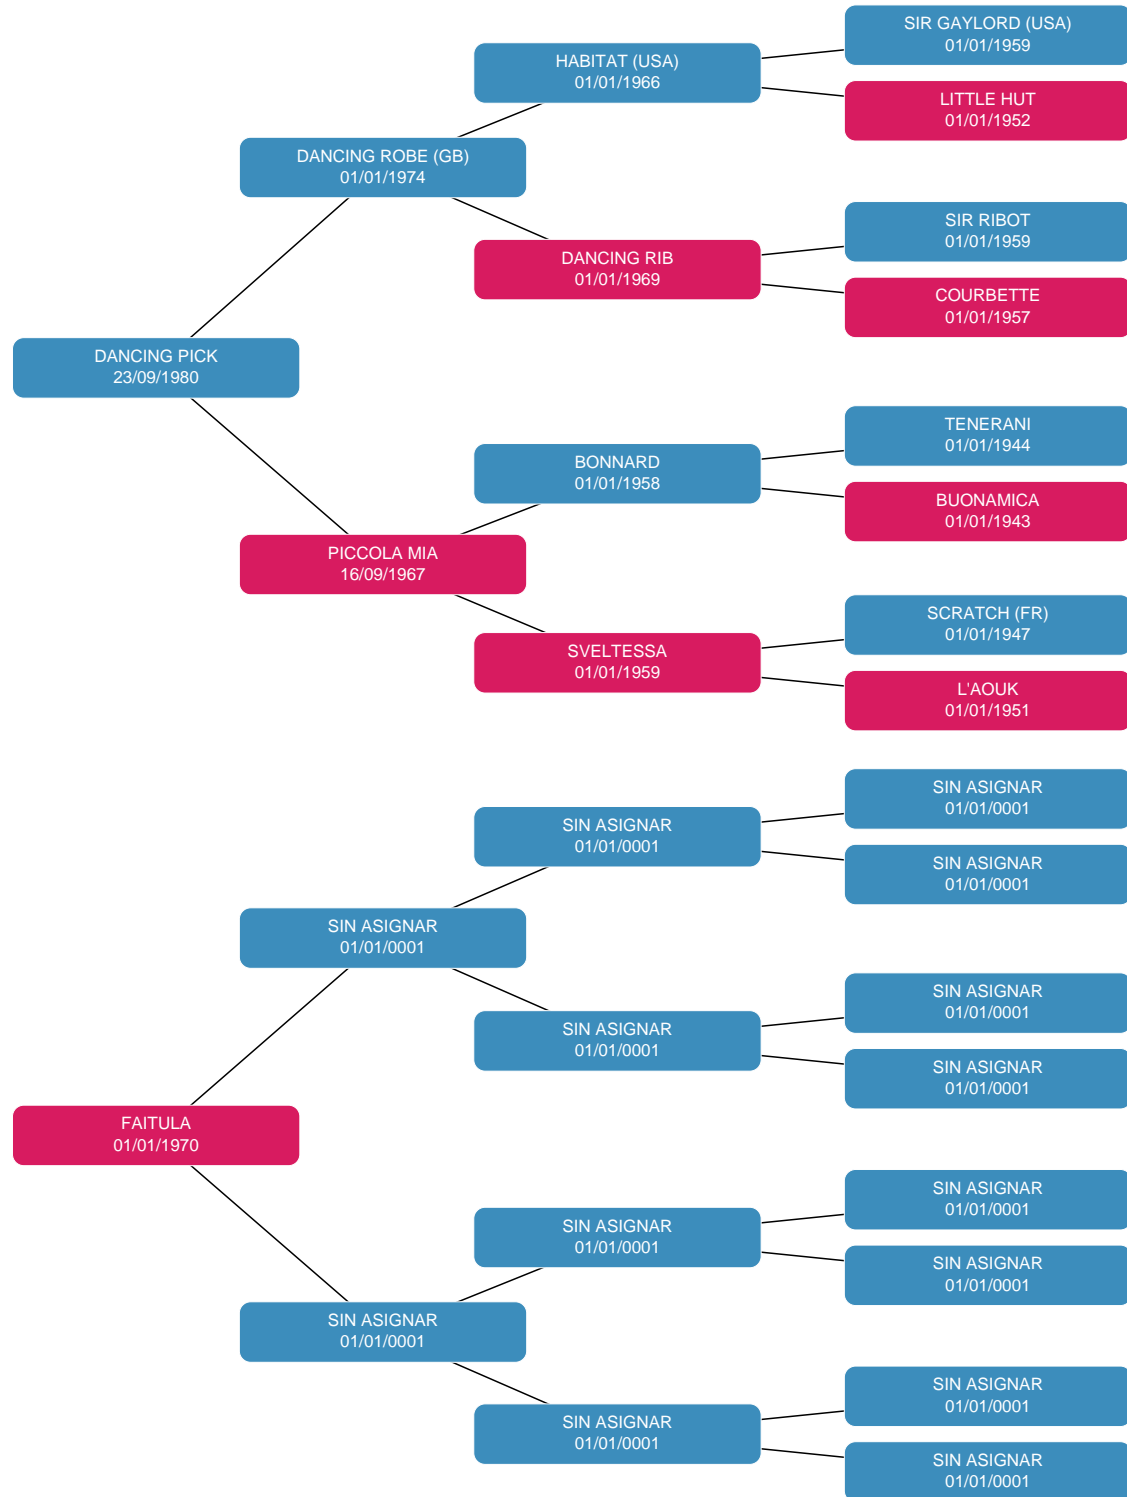 SIR GAYLORD (USA)
01/01/1959
HABITAT (USA)
01/01/1966
LITTLE HUT
01/01/1952
DANCING ROBE (GB)
01/01/1974
SIR RIBOT
01/01/1959
DANCING RIB
01/01/1969
COURBETTE
01/01/1957
DANCING PICK
23/09/1980
TENERANI
01/01/1944
BONNARD
01/01/1958
BUONAMICA
01/01/1943
PICCOLA MIA
16/09/1967
SCRATCH (FR)
01/01/1947
SVELTESSA
01/01/1959
L'AOUK
01/01/1951
SIN ASIGNAR
01/01/0001
SIN ASIGNAR
01/01/0001
SIN ASIGNAR
01/01/0001
SIN ASIGNAR
01/01/0001
SIN ASIGNAR
01/01/0001
SIN ASIGNAR
01/01/0001
SIN ASIGNAR
01/01/0001
FAITULA
01/01/1970
SIN ASIGNAR
01/01/0001
SIN ASIGNAR
01/01/0001
SIN ASIGNAR
01/01/0001
SIN ASIGNAR
01/01/0001
SIN ASIGNAR
01/01/0001
SIN ASIGNAR
01/01/0001
SIN ASIGNAR
01/01/0001